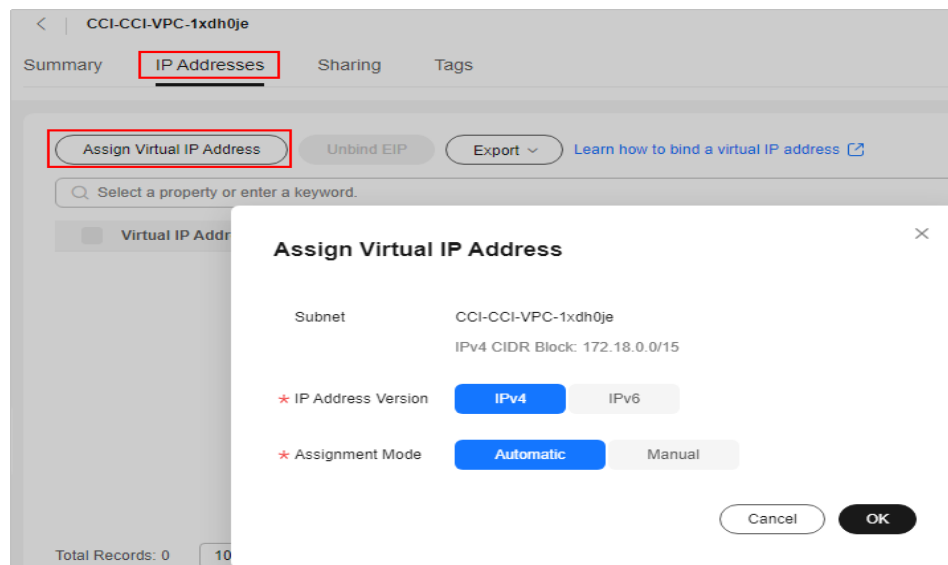 CCI-CCI-VPC-1xdh0je
Summary IP Addresses Sharing Tags
Assign Virtual IP Address Unbind EIP Export Learn how to bind a virtual IP address
Select a property or enter a keyword.
Virtual IP Addr
Assign Virtual IP Address
Subnet CCI-CCI-VPC-1xdh0je
IPv4 CIDR Block: 172.18.0.0/15
* IP Address Version IPv4 IPv6
* Assignment Mode Automatic Manual
Cancel OK
Total Records: 0 10